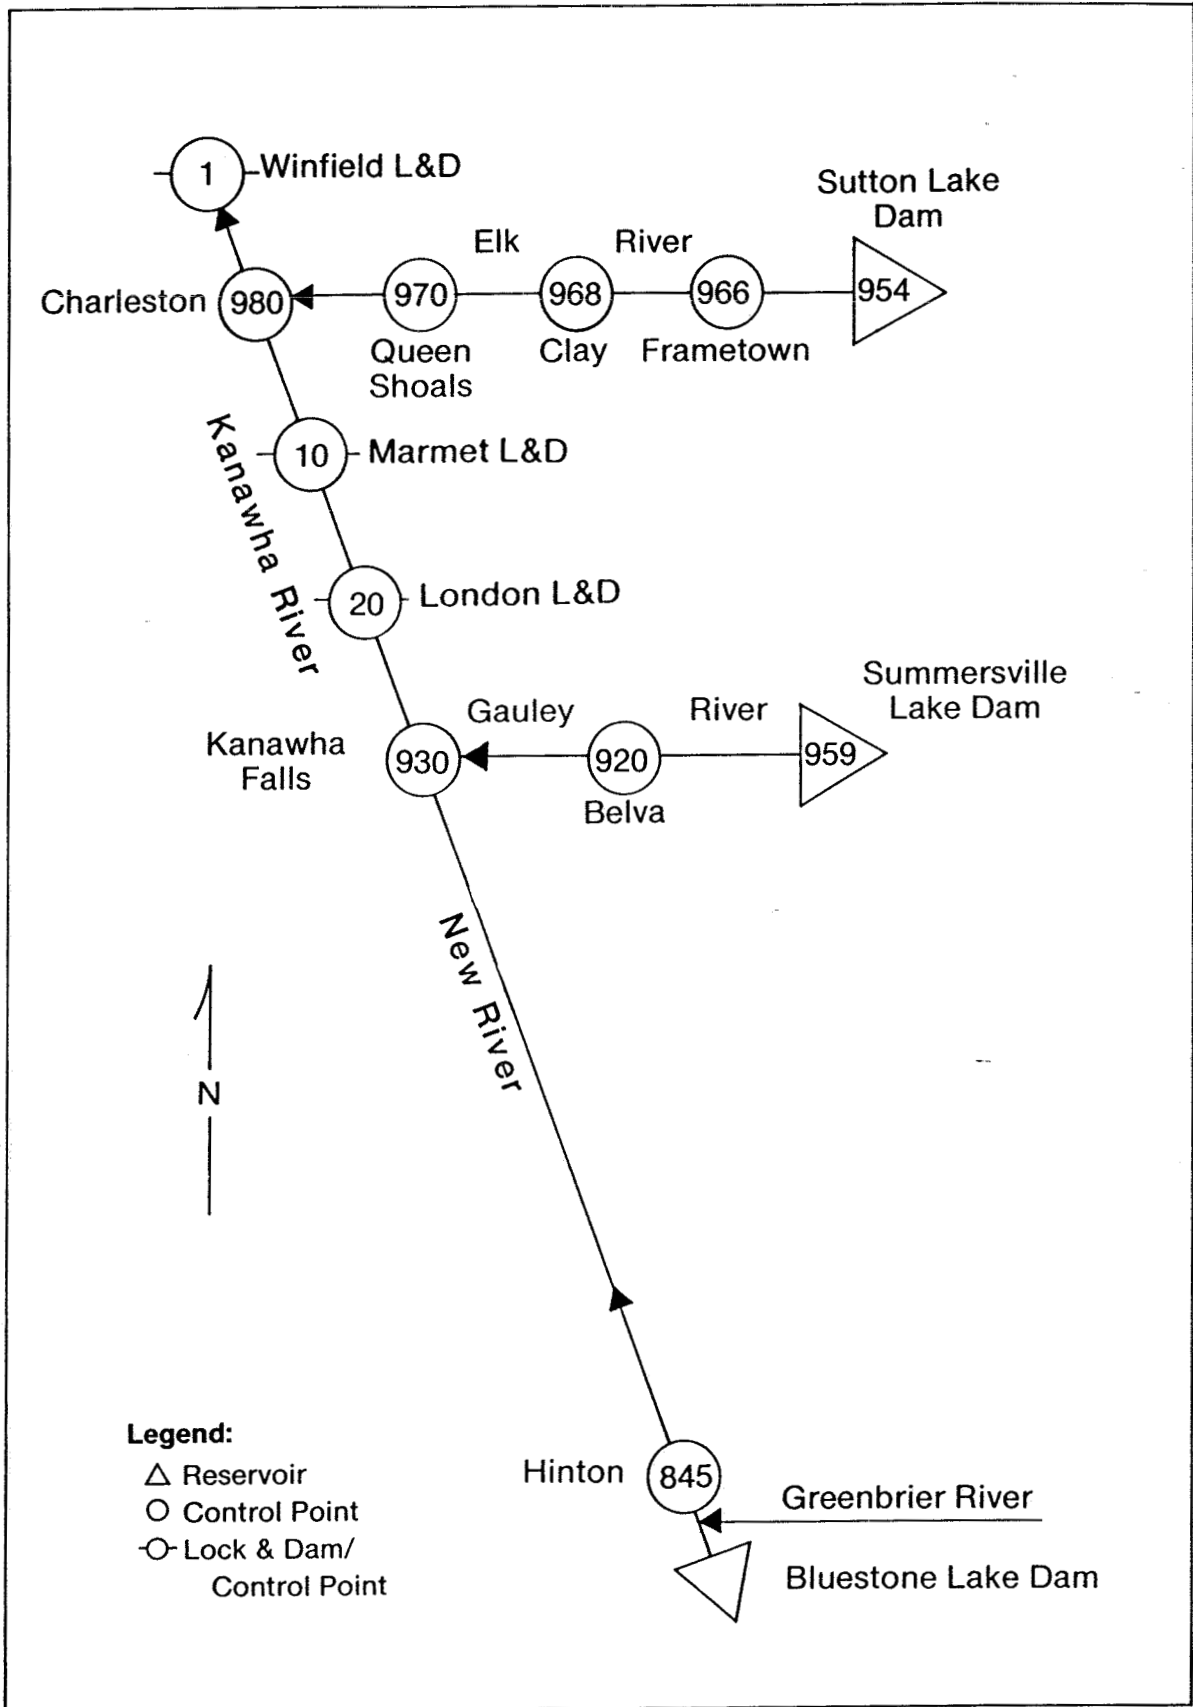 1
Winfield L&D
Sutton Lake
Dam
Elk River
Charleston
980
970
968
966
954
Queen
Shoals
Clay
Frametown
Kanawha River
10
Marmet L&D
20
London L&D
Summersville
Lake Dam
Gauley River
Kanawha
Falls
930
920
959
Belva
New River
N
Legend:
Reservoir
Control Point
Lock & Dam/
Control Point
Hinton
845
Greenbrier River
Bluestone Lake Dam